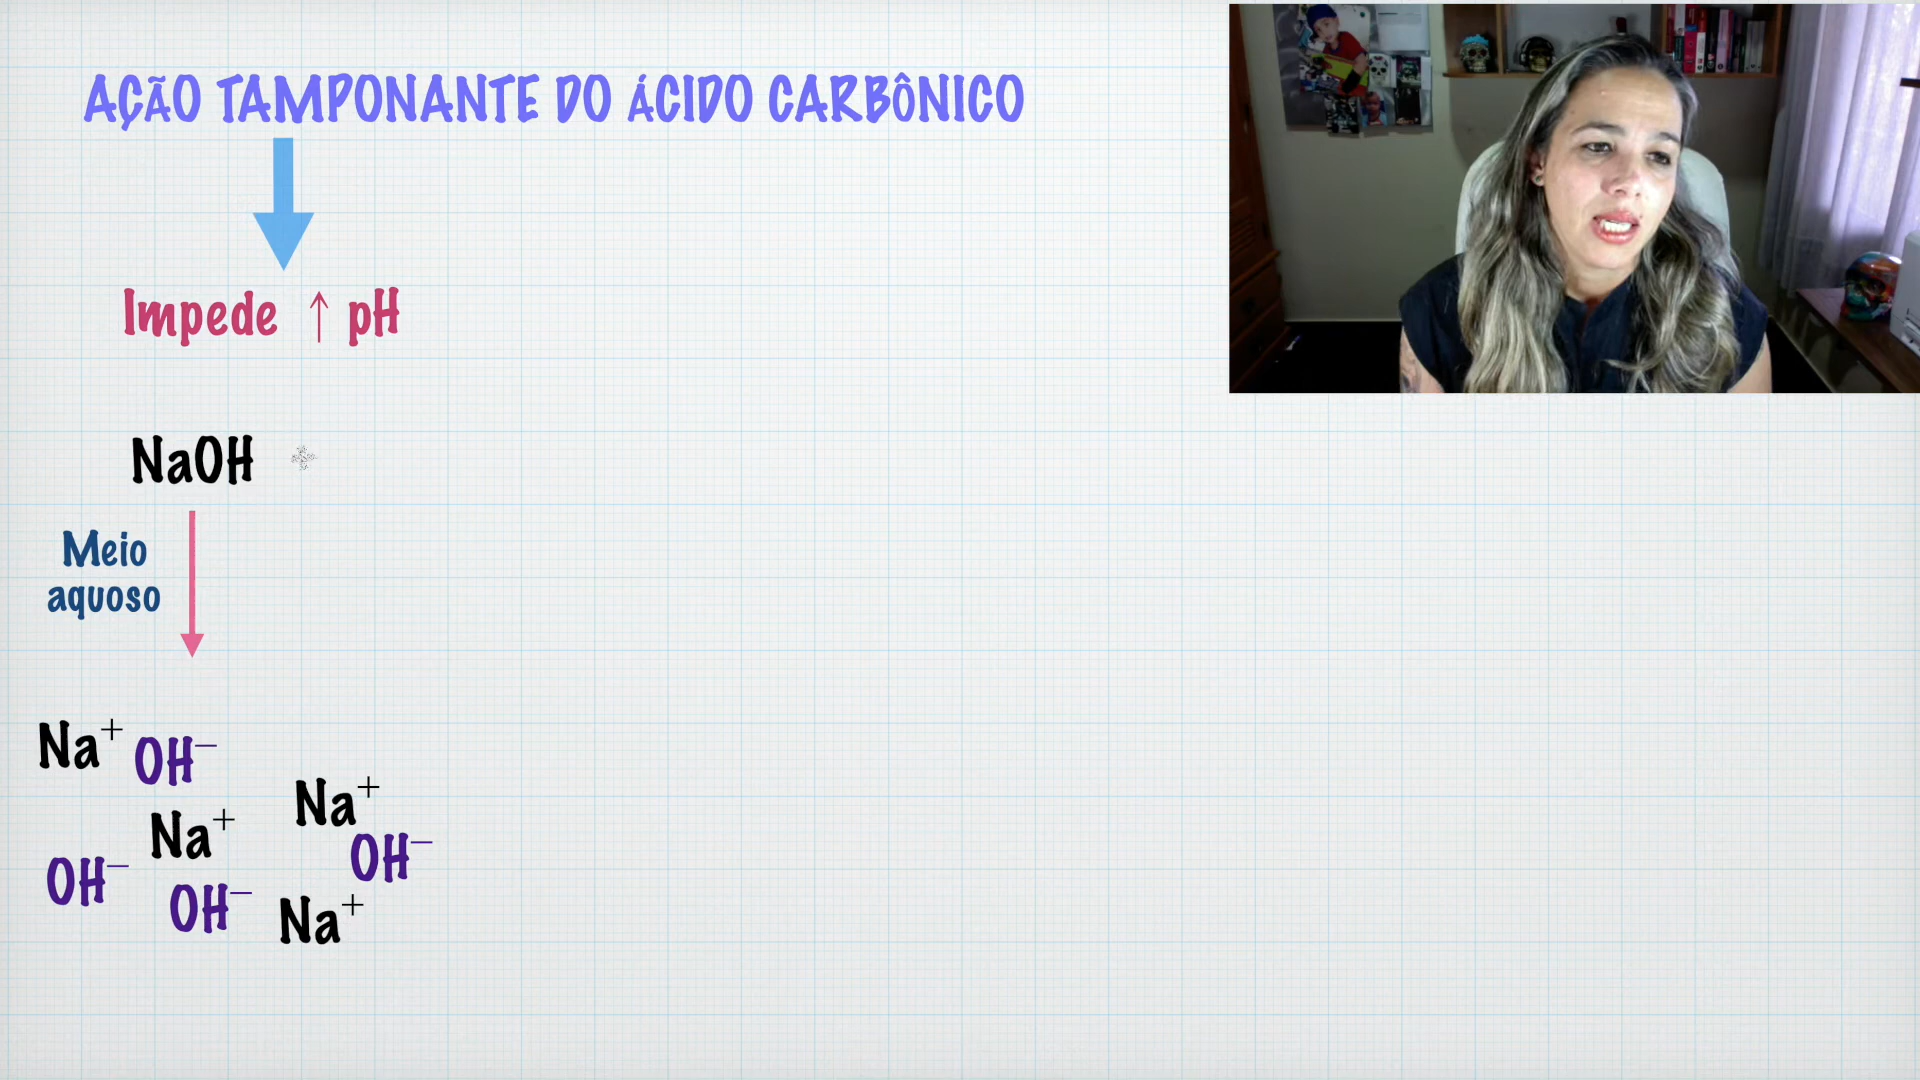 AÇÃO TAMPONANTE DO ÁCIDO CARBÔNICO
Impede ↑ pH
NaOH
Meio
aquoso
Na⁺ OH⁻
Na⁺
Na⁺
OH⁻
OH⁻
OH⁻
Na⁺